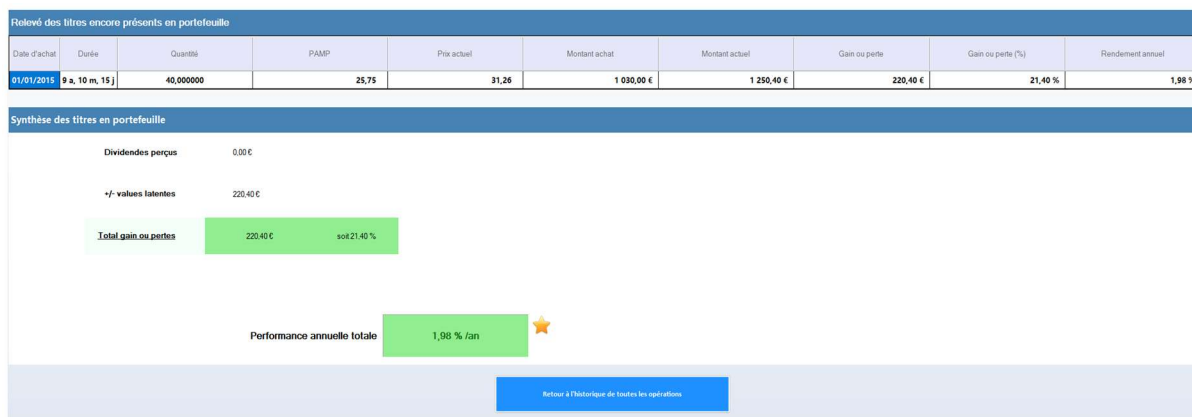 Relevé des titres encore présents en portefeuille
Date d'achat Durée Quantité PAMP Prix actuel Montant achat Montant actuel Gain ou perte Gain ou perte (%) Rendement annuel
01/01/2015 9 a, 10 m, 15 j 40,000000 25,75 31,26 1 030,00 € 1 250,40 € 220,40 € 21,40 % 1,98 %
Synthèse des titres en portefeuille
Dividendes perçus 0,00 €
+/- values latentes 220,40 €
Total gain ou pertes 220,40 € soit 21,40 %
Performance annuelle totale 1,98 % /an
Retour à l'historique de toutes les opérations